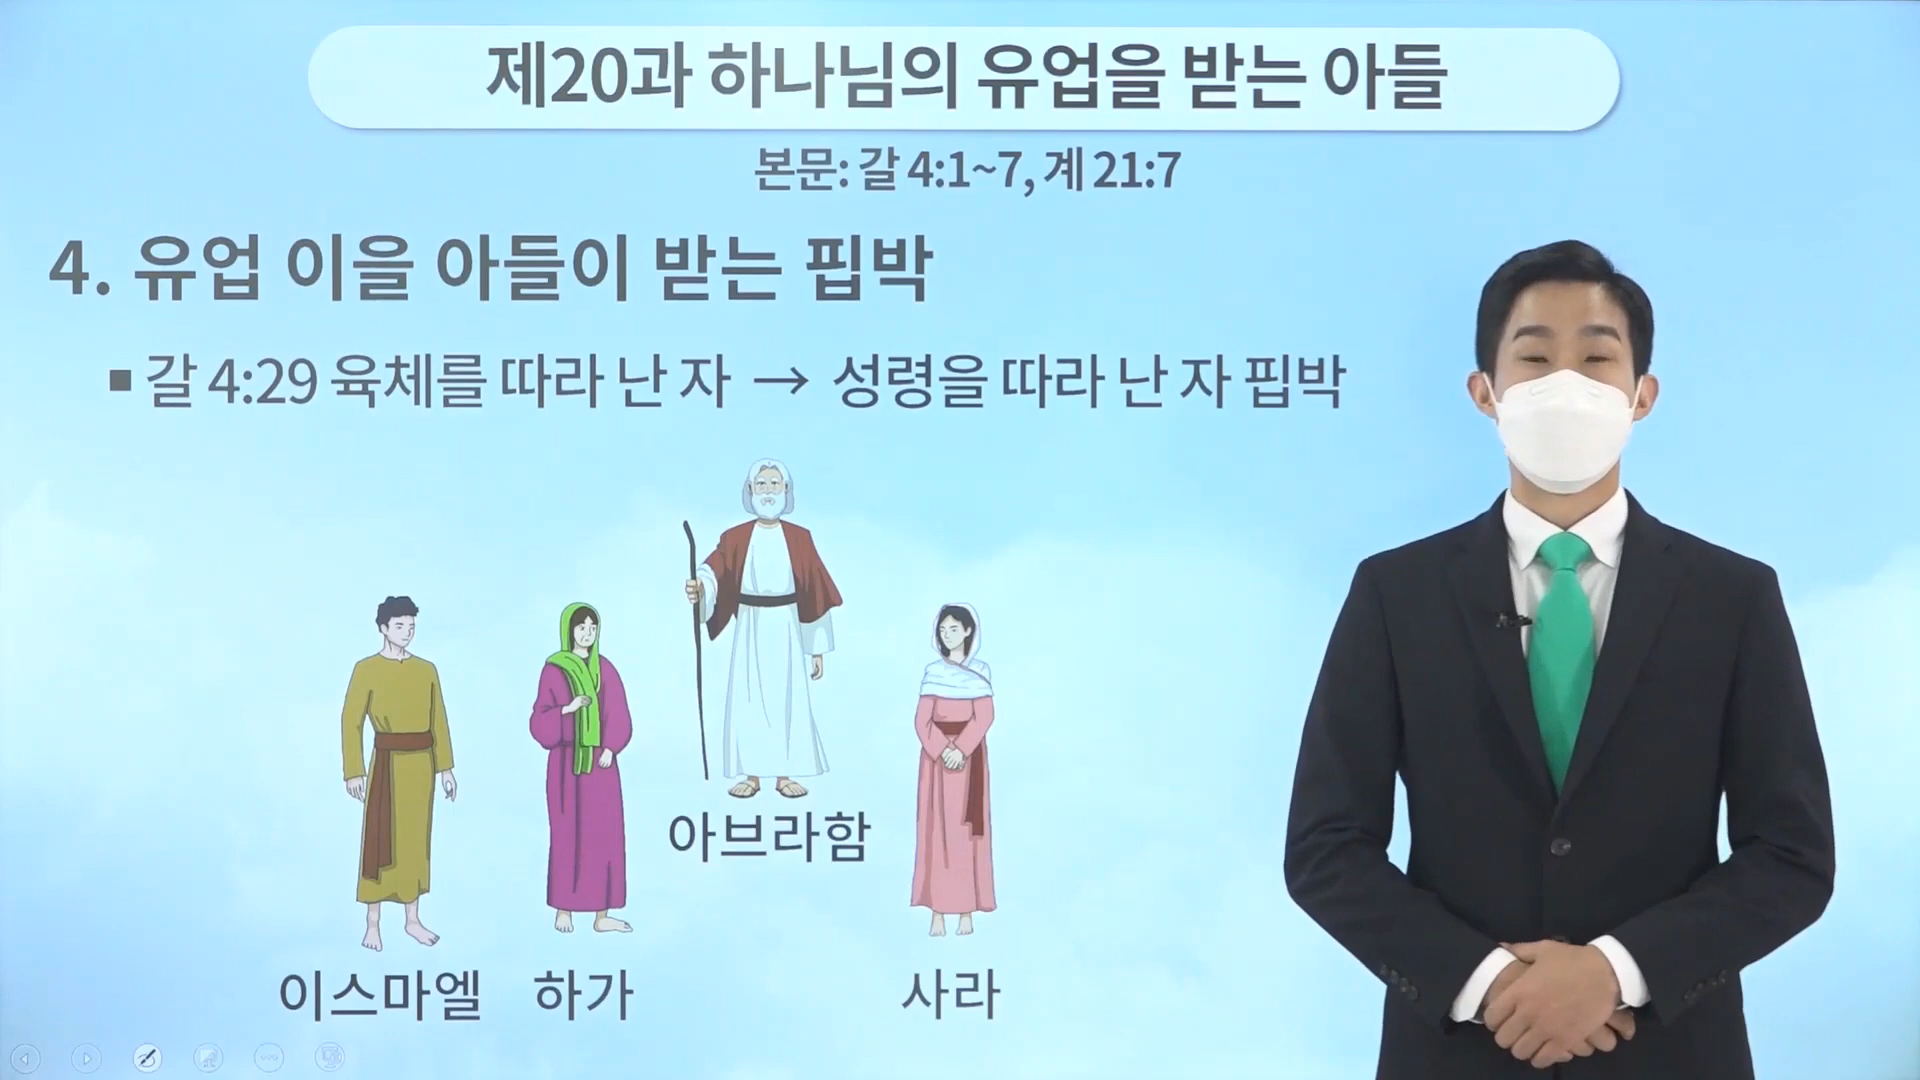 제20과 하나님의 유업을 받는 아들
본문: 갈 4:1~7, 계 21:7
4. 유업 이을 아들이 받는 핍박
▪ 갈 4:29 육체를 따라 난 자 → 성령을 따라 난 자 핍박
아브라함
이스마엘 하가 사라